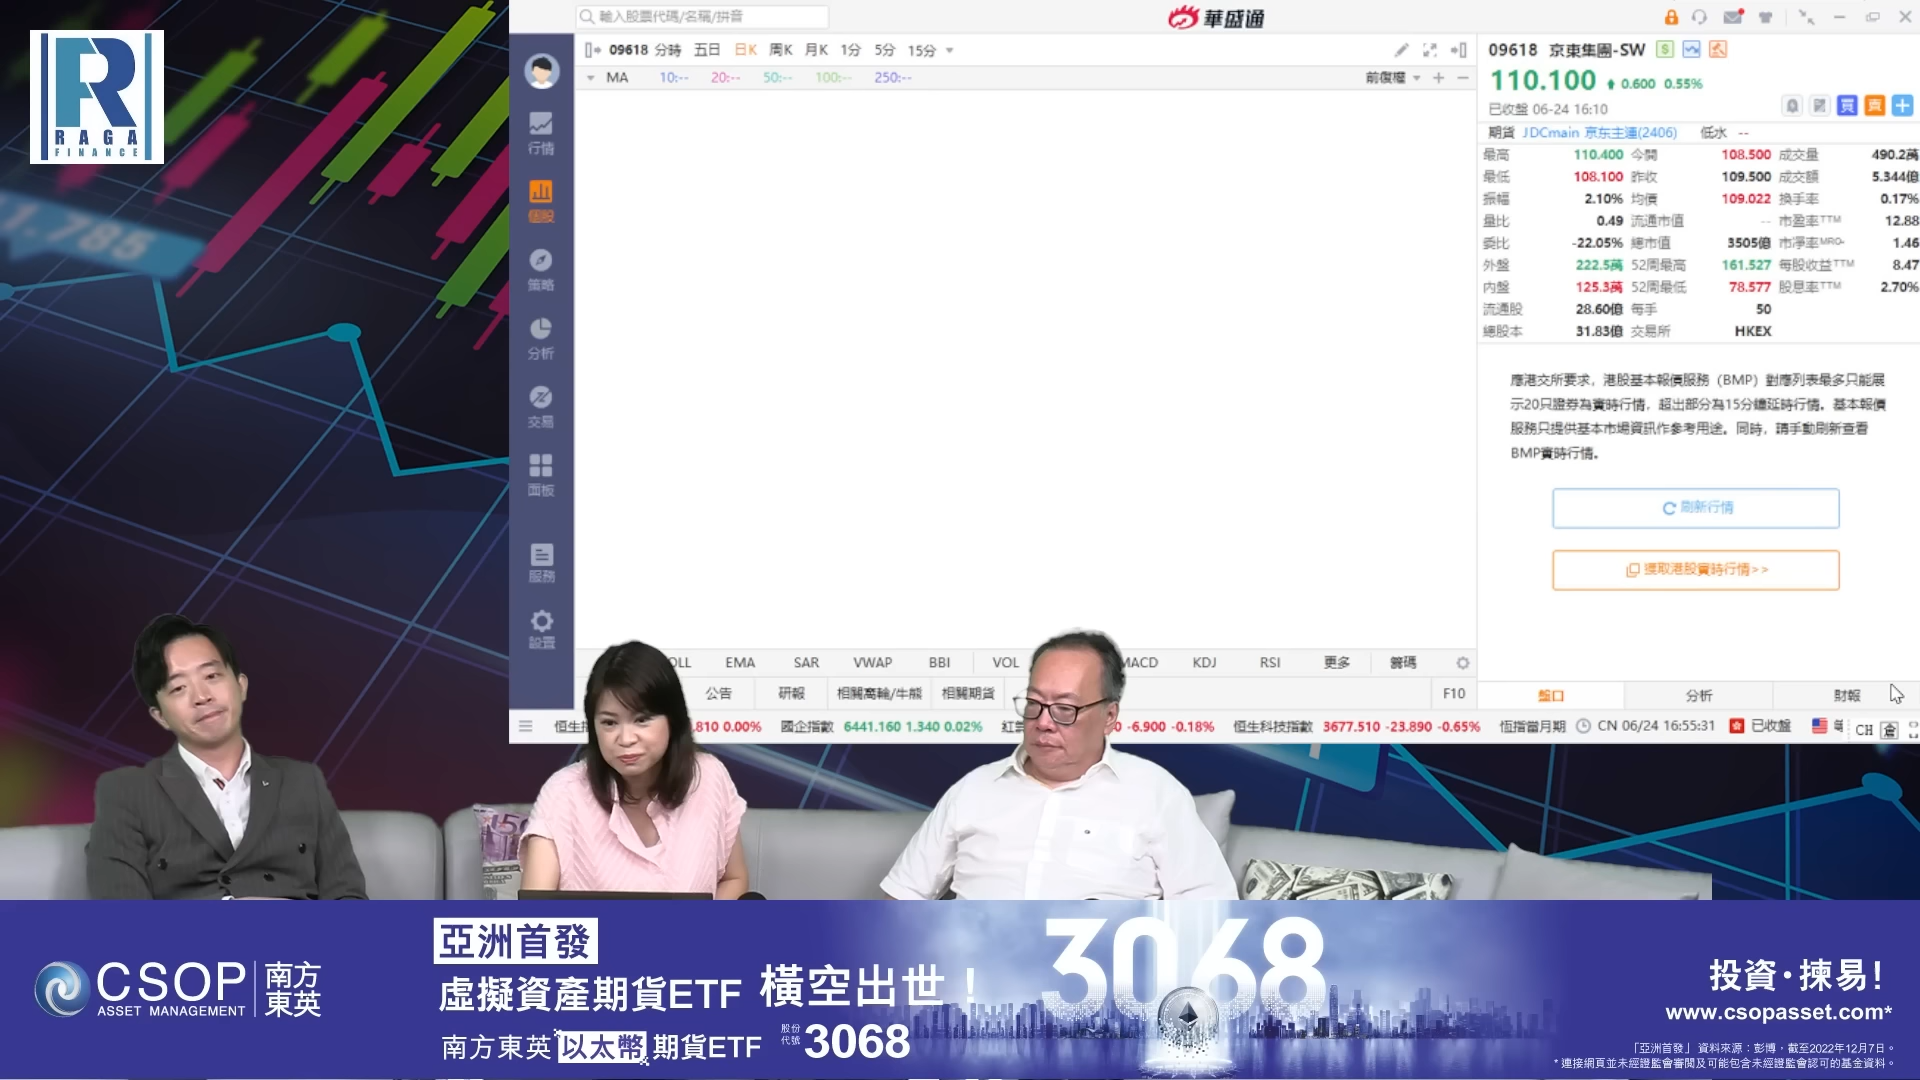 輸入股票代碼/名稱/拼音
華盛通
RAGA
FINANCE
1.785
09618 分時 五日 日K 周K 月K 1分 5分 15分
MA 10:-- 20:-- 50:-- 100:-- 250:--
前復權
行情
個股
策略
分析
交易
面板
服務
設置
09618 京東集團-SW
110.100 0.600 0.55%
已收盤 06-24 16:10
買 賣
期貨 JDCmain 京东主連(2406) 低水 --
最高 110.400 今開 108.500 成交量 490.2萬
最低 108.100 昨收 109.500 成交額 5.344億
振幅 2.10% 均價 109.022 換手率 0.17%
量比 0.49 流通市值 -- 市盈率TTM 12.88
委比 -22.05% 總市值 3505億 市淨率MRQ 1.46
外盤 222.5萬 52周最高 161.527 每股收益TTM 8.47
内盤 125.3萬 52周最低 78.577 股息率TTM 2.70%
流通股 28.60億 每手 50
總股本 31.83億 交易所 HKEX
應港交所要求，港股基本報價服務（BMP）對應列表最多只能展
示20只證券為實時行情，超出部分為15分鐘延時行情。基本報價
服務只提供基本市場資訊作參考用途。同時，請手動刷新查看
BMP實時行情。
刷新行情
獲取港股實時行情>>
OLL EMA SAR VWAP BBI VOL MACD KDJ RSI 更多 籌碼
公告 研報 相關窩輪/牛熊 相關期貨 F10
盤口 分析 財報
恒生 .810 0.00% 國企指數 6441.160 1.340 0.02% 紅 0 -6.900 -0.18% 恒生科技指數 3677.510 -23.890 -0.65% 恆指當月期 CN 06/24 16:55:31 已收盤 CH
CSOP
ASSET MANAGEMENT
南方
東英
亞洲首發
虛擬資產期貨ETF 橫空出世！
南方東英以太幣期貨ETF 股份代號 3068
3068
投資·揀易！
www.csopasset.com*
「亞洲首發」資料來源：彭博，截至2022年12月7日。
*連接網頁並未經證監會審閱及可能包含未經證監會認可的基金資料。